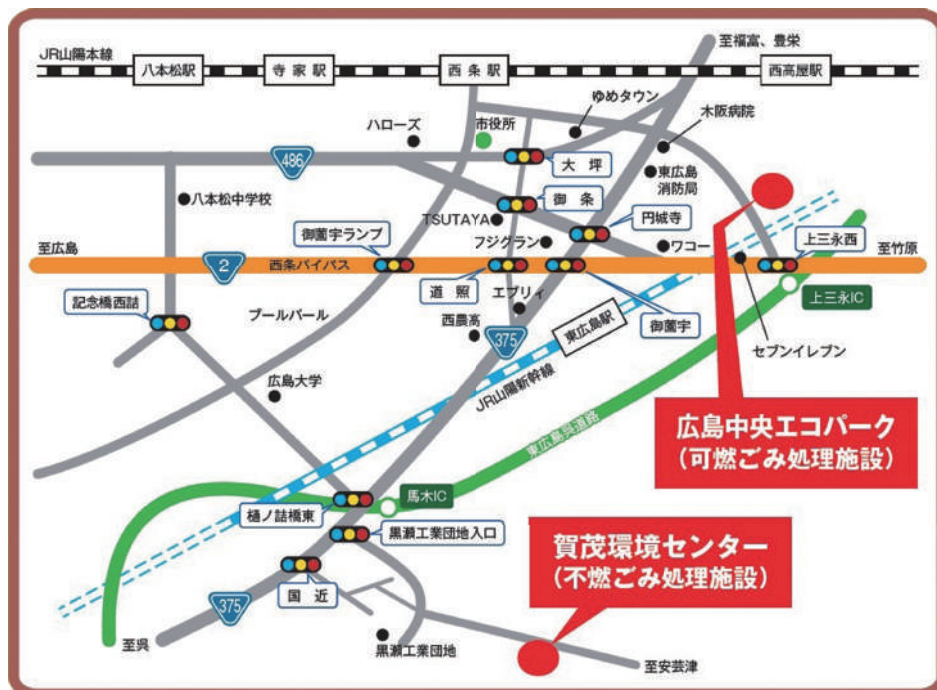 至福富、豊栄
JR山陽本線
八本松駅
寺家駅
西条駅
西高屋駅
ゆめタウン
木阪病院
ハローズ
市役所
486
大坪
東広島
消防局
八本松中学校
御条
TSUTAYA
円城寺
御薗宇ランプ
フジグラン
ワコー
上三永西
至広島
至竹原
2
西条バイパス
道照
エブリィ
御薗宇
上三永IC
記念橋西詰
ブールバール
西農高
375
東広島駅
セブンイレブン
広島大学
JR山陽新幹線
広島中央エコパーク
(可燃ごみ処理施設)
東広島呉道路
馬木IC
樋ノ詰橋東
黒瀬工業団地入口
賀茂環境センター
(不燃ごみ処理施設)
国近
375
至呉
黒瀬工業団地
至安芸津